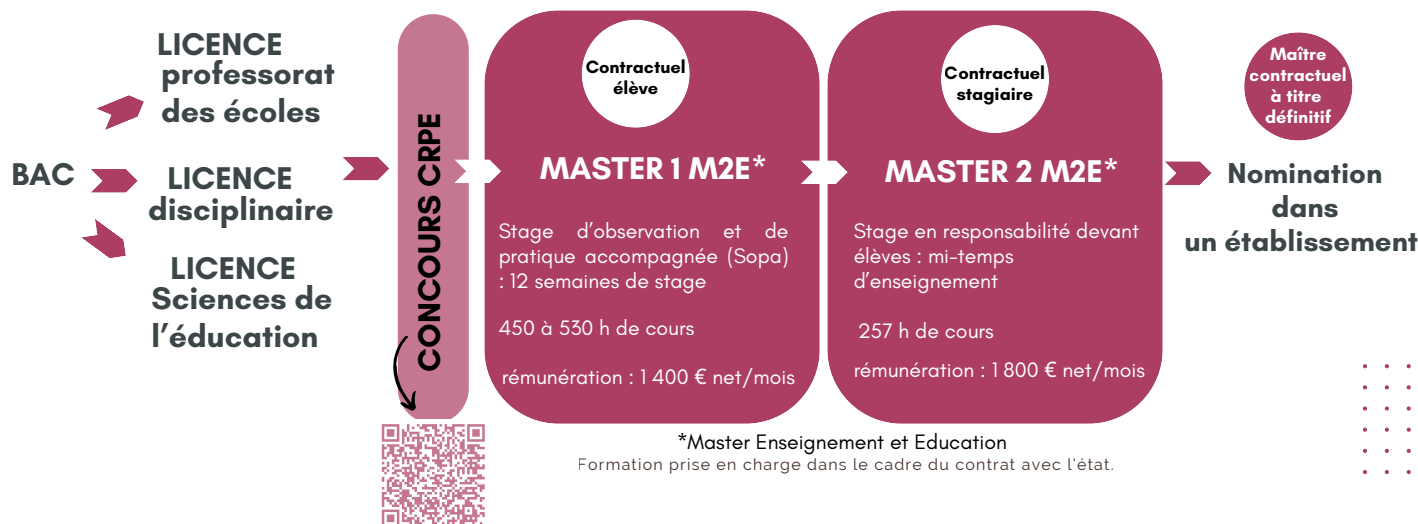 BAC
LICENCE
professorat
des écoles
LICENCE
disciplinaire
LICENCE
Sciences de
l’éducation
CONCOURS CRPE
Contractuel
élève
MASTER 1 M2E*
Stage d’observation et de
pratique accompagnée (Sopa)
: 12 semaines de stage
450 à 530 h de cours
rémunération : 1 400 € net/mois
Contractuel
stagiaire
MASTER 2 M2E*
Stage en responsabilité devant
élèves : mi-temps
d’enseignement
257 h de cours
rémunération : 1 800 € net/mois
Maître
contractuel
à titre
définitif
Nomination
dans
un établissement
*Master Enseignement et Education
Formation prise en charge dans le cadre du contrat avec l’état.